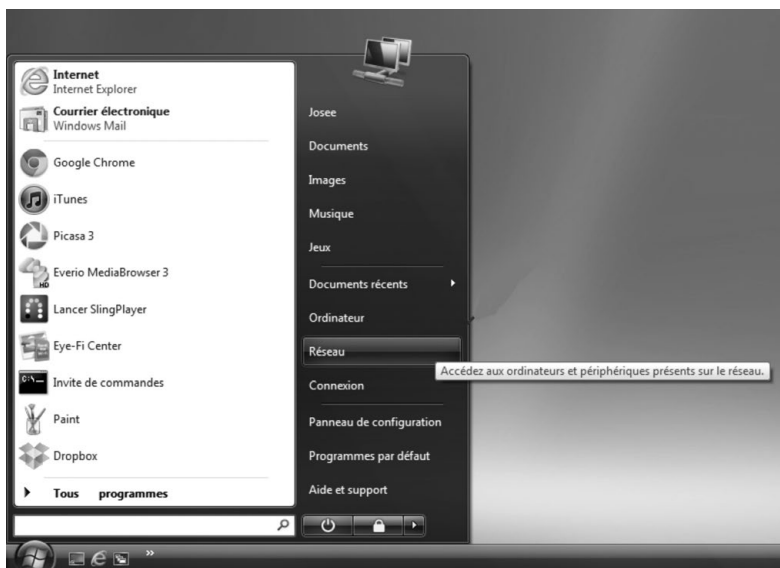 Internet
Internet Explorer
Courrier électronique
Windows Mail
Google Chrome
iTunes
Picasa 3
Everio MediaBrowser 3
HD
Lancer SlingPlayer
Eye-Fi Center
C:\_
Invite de commandes
Paint
Dropbox
Tous programmes
Josee
Documents
Images
Musique
Jeux
Documents récents
Ordinateur
Réseau
Accédez aux ordinateurs et périphériques présents sur le réseau.
Connexion
Panneau de configuration
Programmes par défaut
Aide et support
»